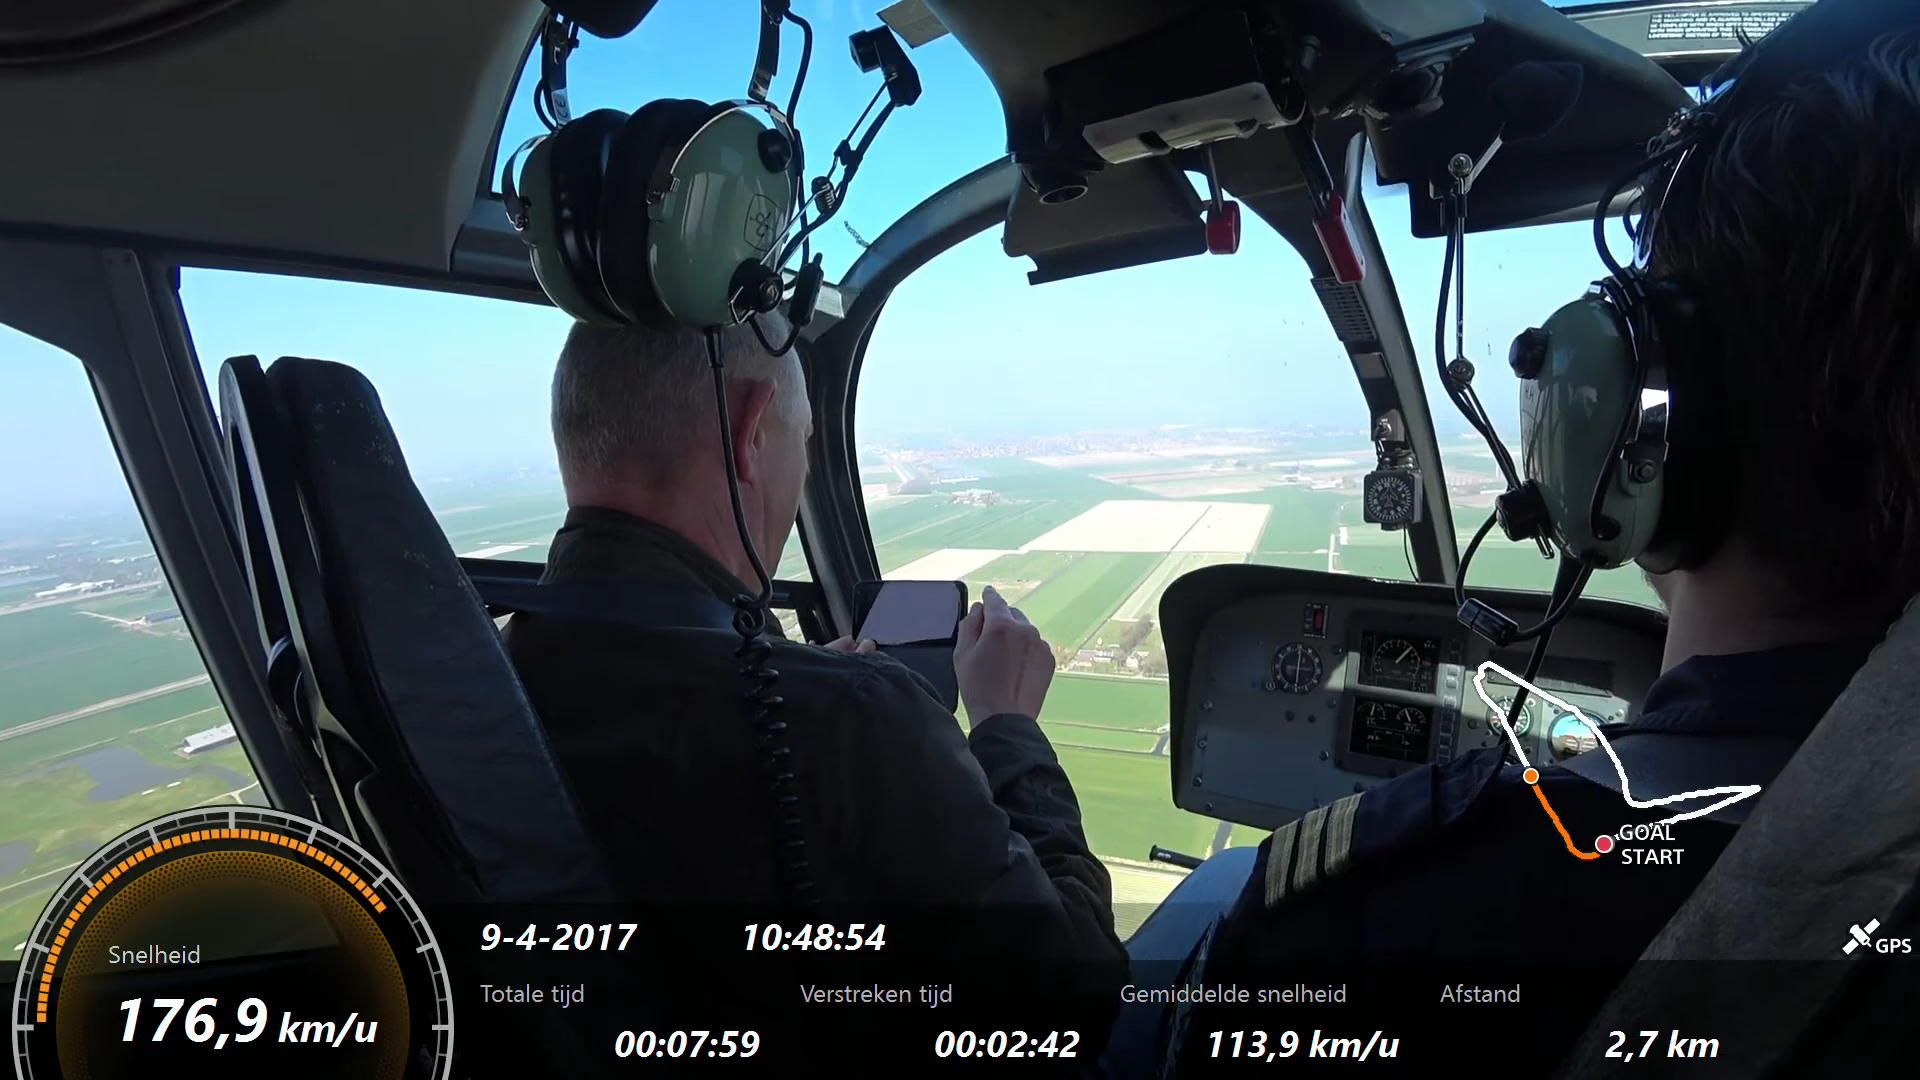 GOAL
START
GPS
9-4-2017 10:48:54
Snelheid
176,9 km/u
Totale tijd Verstreken tijd Gemiddelde snelheid Afstand
00:07:59 00:02:42 113,9 km/u 2,7 km